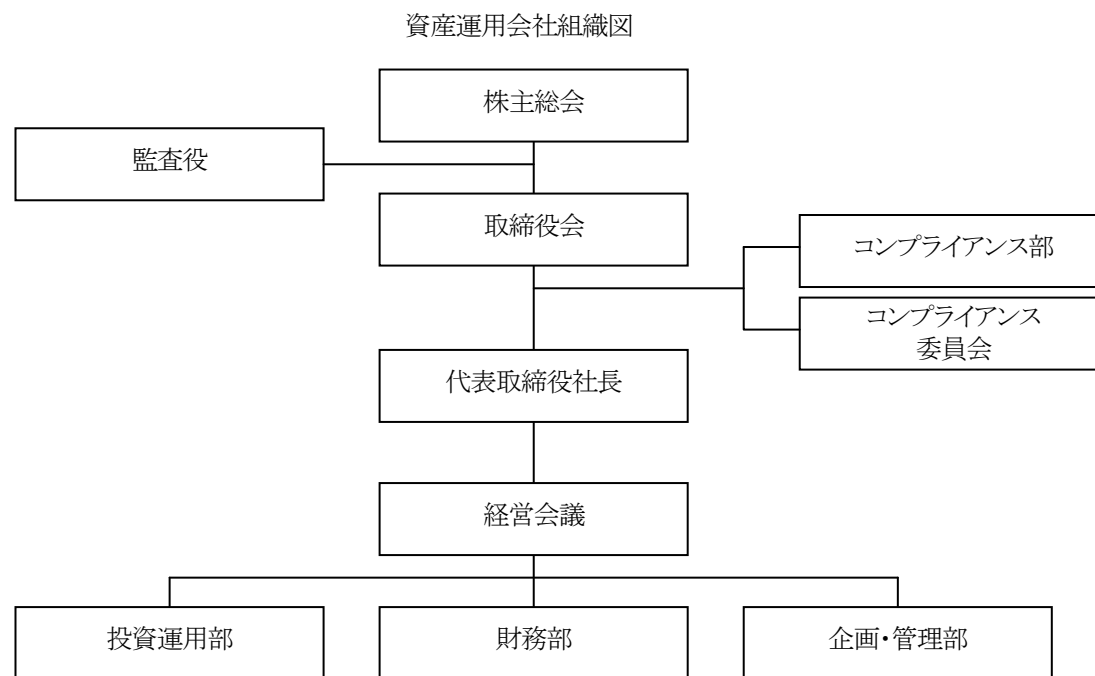 資産運用会社組織図
株主総会
監査役
取締役会
コンプライアンス部
コンプライアンス
委員会
代表取締役社長
経営会議
投資運用部
財務部
企画・管理部